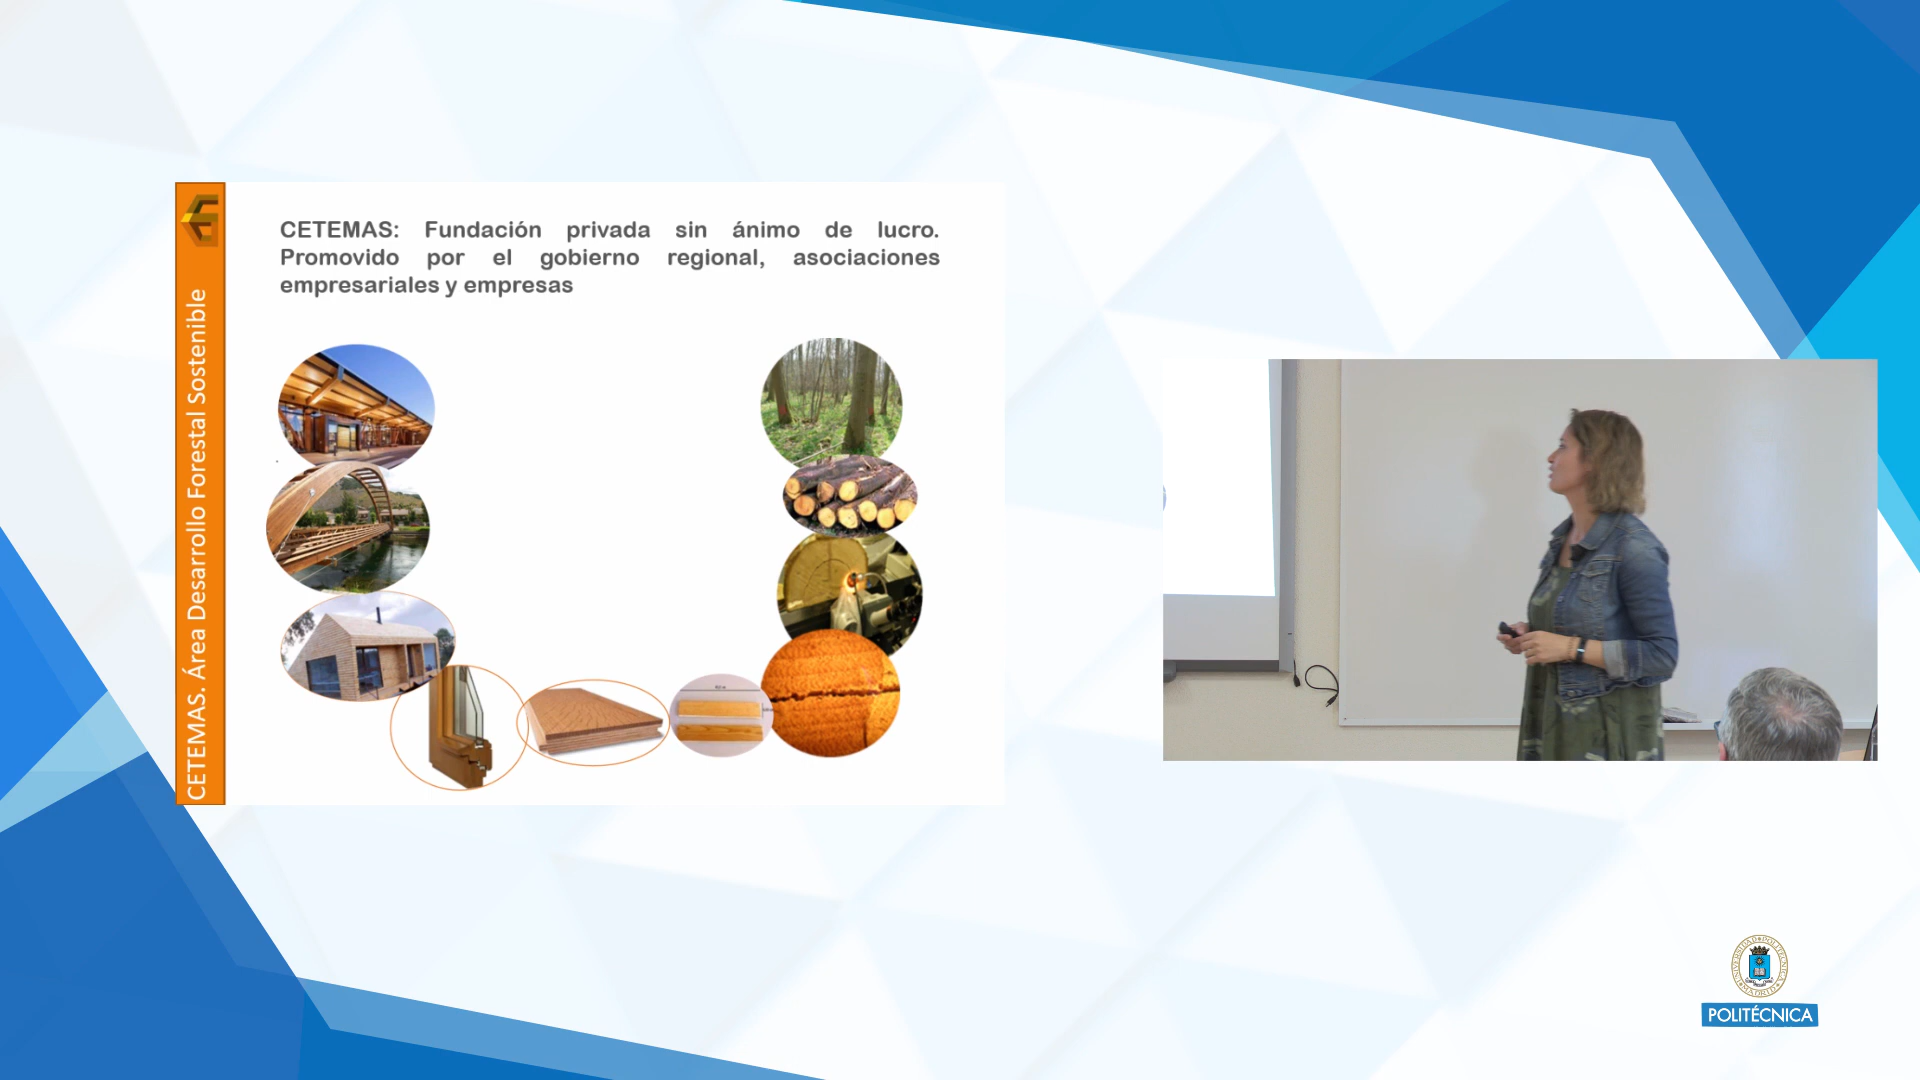 CETEMAS. Área Desarrollo Forestal Sostenible
CETEMAS: Fundación privada sin ánimo de lucro.
Promovido por el gobierno regional, asociaciones
empresariales y empresas
POLITÉCNICA